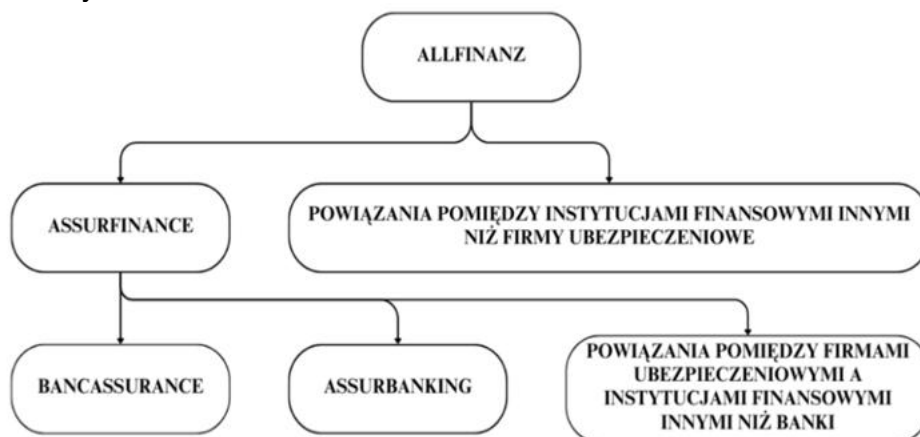 ALLFINANZ
ASSURFINANCE
POWIĄZANIA POMIĘDZY INSTYTUCJAMI FINANSOWYMI INNYMI
NIŻ FIRMY UBEZPIECZENIOWE
BANCASSURANCE
ASSURBANKING
POWIĄZANIA POMIĘDZY FIRMAMI
UBEZPIECZENIOWYMI A
INSTYTUCJAMI FINANSOWYMI
INNYMI NIŻ BANKI